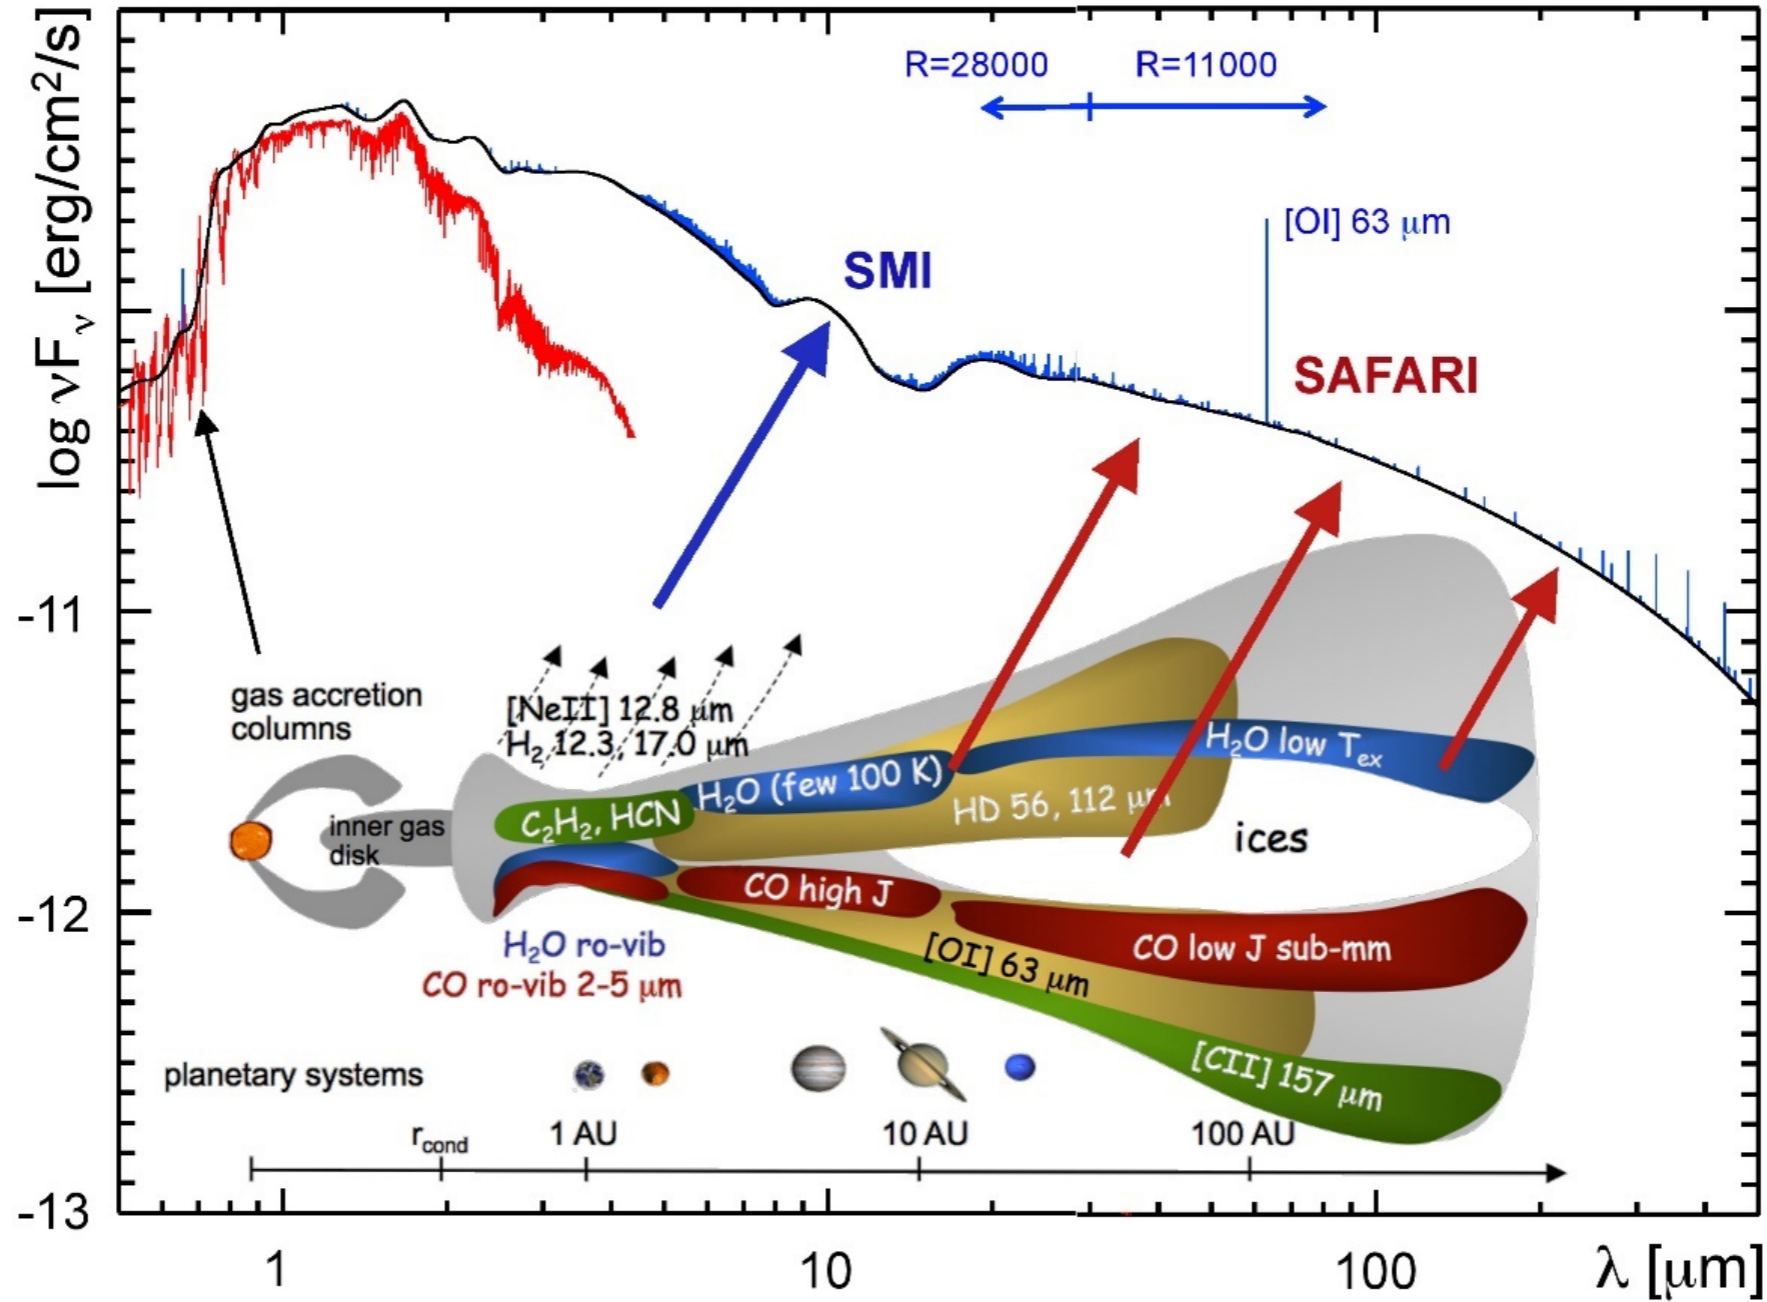 log νFν [erg/cm2/s]
R=28000
R=11000
[OI] 63 μm
SMI
SAFARI
-11
-12
-13
gas accretion
columns
[NeII] 12.8 μm
H2 12.3, 17.0 μm
H2O low Tex
H2O (few 100 K)
HD 56, 112 μm
C2H2, HCN
inner gas
disk
ices
CO high J
H2O ro-vib
CO ro-vib 2-5 μm
[OI] 63 μm
CO low J sub-mm
[CII] 157 μm
planetary systems
rcond
1 AU
10 AU
100 AU
1
10
100
λ [μm]